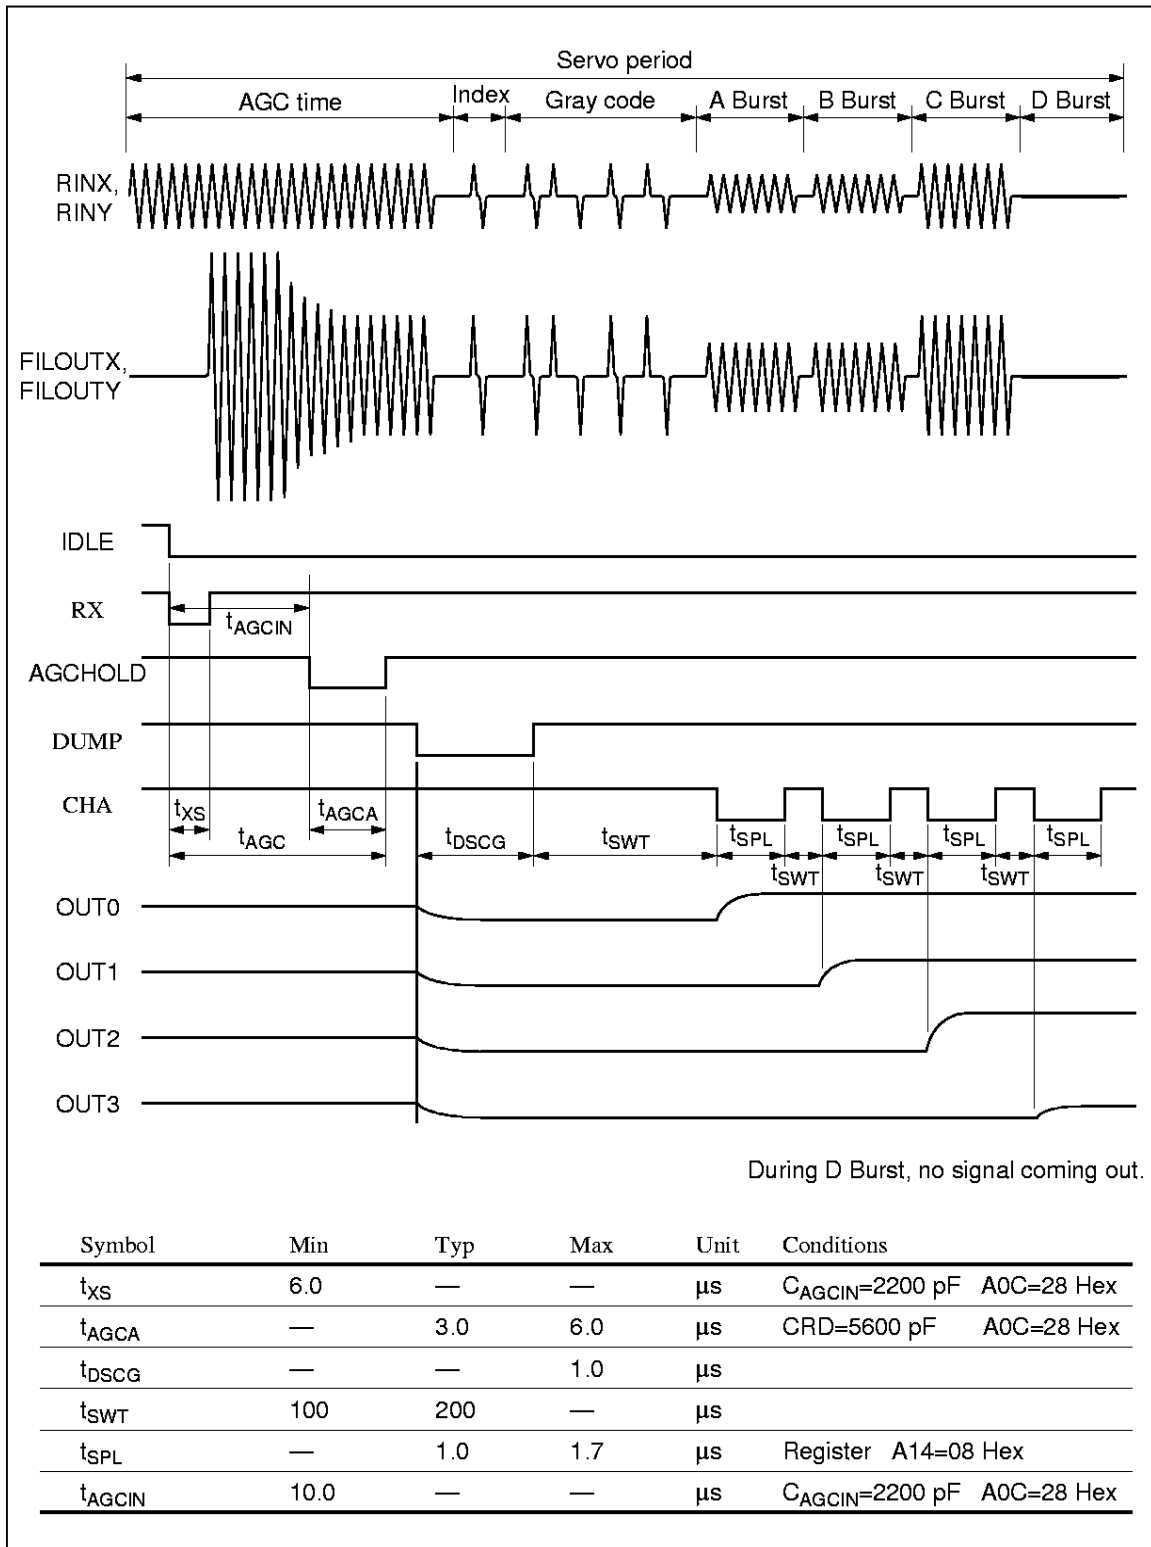 Servo period
AGC time Index Gray code A Burst B Burst C Burst D Burst
RINX,
RINY
FILOUTX,
FILOUTY
IDLE
RX
tAGCIN
AGCHOLD
DUMP
CHA
tXS tAGCA
tAGC tDSCG tSWT tSPL tSPL tSPL tSPL
tSWT tSWT tSWT
OUT0
OUT1
OUT2
OUT3
During D Burst, no signal coming out.
Symbol Min Typ Max Unit Conditions
tXS 6.0 — — µs CAGCIN=2200 pF A0C=28 Hex
tAGCA — 3.0 6.0 µs CRD=5600 pF A0C=28 Hex
tDSCG — — 1.0 µs
tSWT 100 200 — µs
tSPL — 1.0 1.7 µs Register A14=08 Hex
tAGCIN 10.0 — — µs CAGCIN=2200 pF A0C=28 Hex